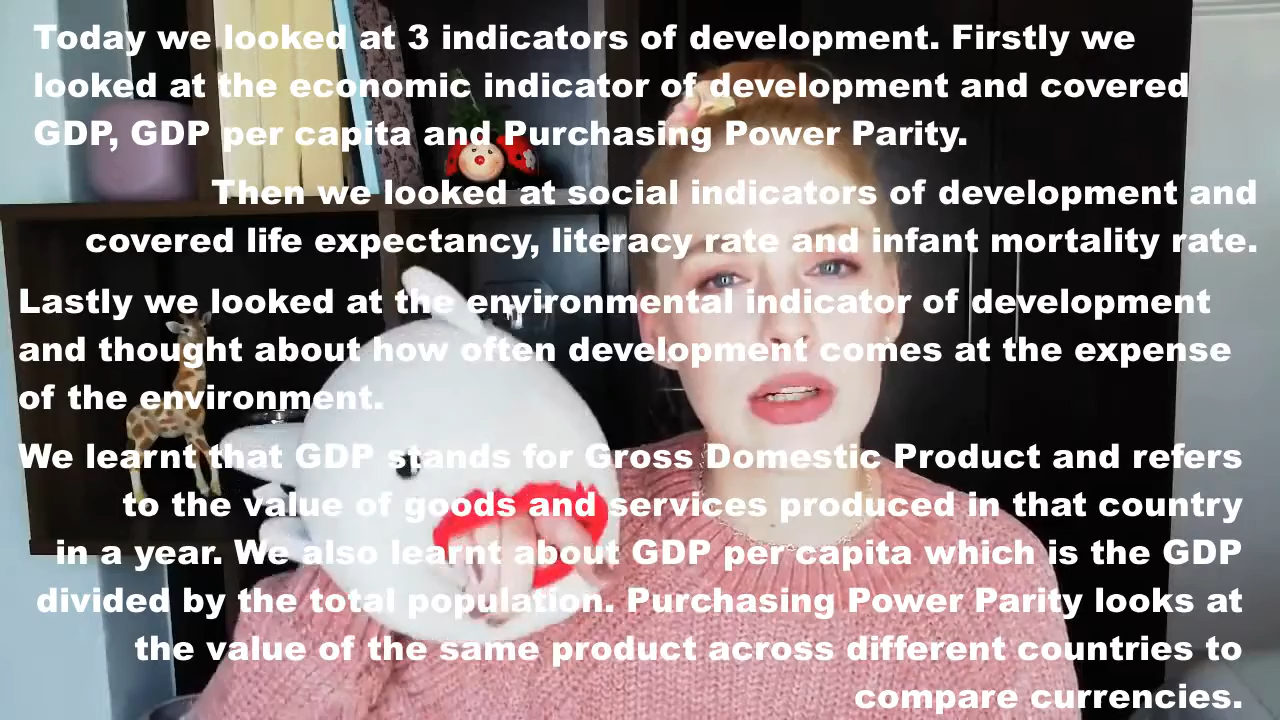 Today we looked at 3 indicators of development. Firstly we
looked at the economic indicator of development and covered
GDP, GDP per capita and Purchasing Power Parity.
Then we looked at social indicators of development and
covered life expectancy, literacy rate and infant mortality rate.
Lastly we looked at the environmental indicator of development
and thought about how often development comes at the expense
of the environment.
We learnt that GDP stands for Gross Domestic Product and refers
to the value of goods and services produced in that country
in a year. We also learnt about GDP per capita which is the GDP
divided by the total population. Purchasing Power Parity looks at
the value of the same product across different countries to
compare currencies.